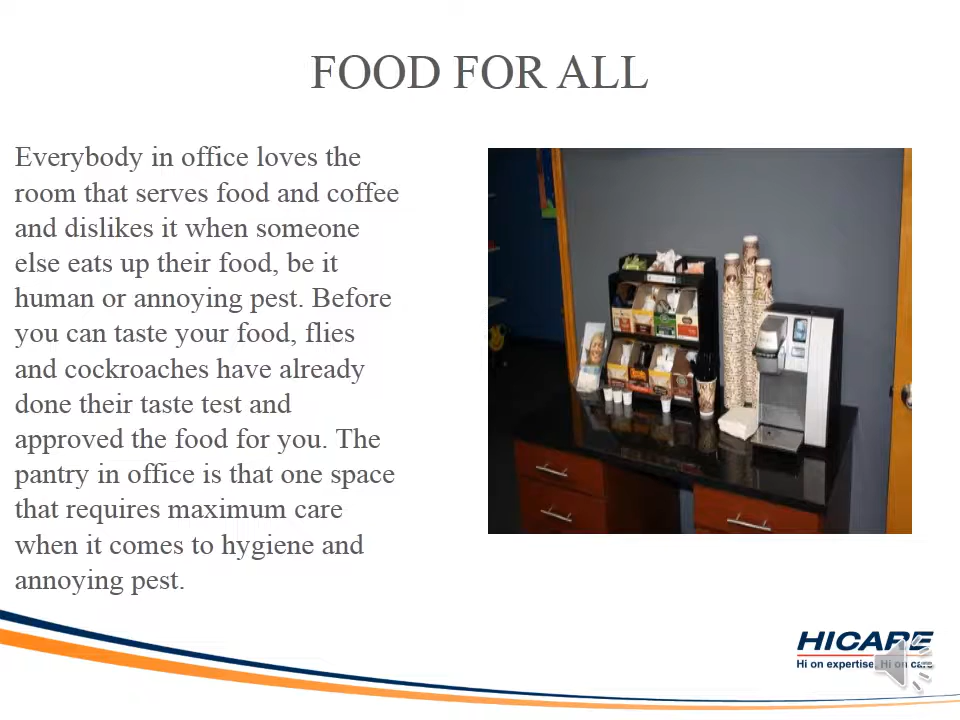 FOOD FOR ALL
Everybody in office loves the
room that serves food and coffee
and dislikes it when someone
else eats up their food, be it
human or annoying pest. Before
you can taste your food, flies
and cockroaches have already
done their taste test and
approved the food for you. The
pantry in office is that one space
that requires maximum care
when it comes to hygiene and
annoying pest.
HICARE
Hi on expertise. Hi on care